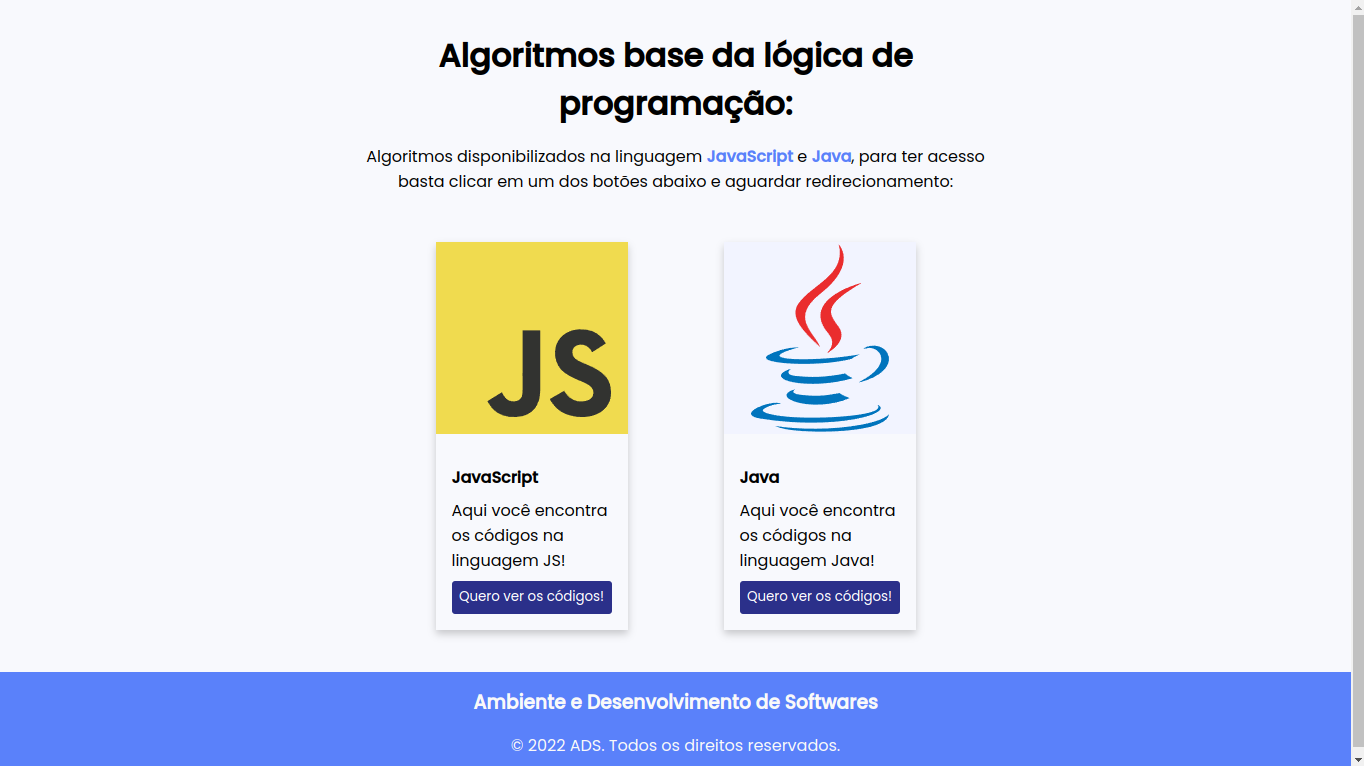 Algoritmos base da lógica de
programação:
Algoritmos disponibilizados na linguagem JavaScript e Java, para ter acesso
basta clicar em um dos botões abaixo e aguardar redirecionamento:
JS
JavaScript
Aqui você encontra
os códigos na
linguagem JS!
Quero ver os códigos!
Java
Aqui você encontra
os códigos na
linguagem Java!
Quero ver os códigos!
Ambiente e Desenvolvimento de Softwares
© 2022 ADS. Todos os direitos reservados.